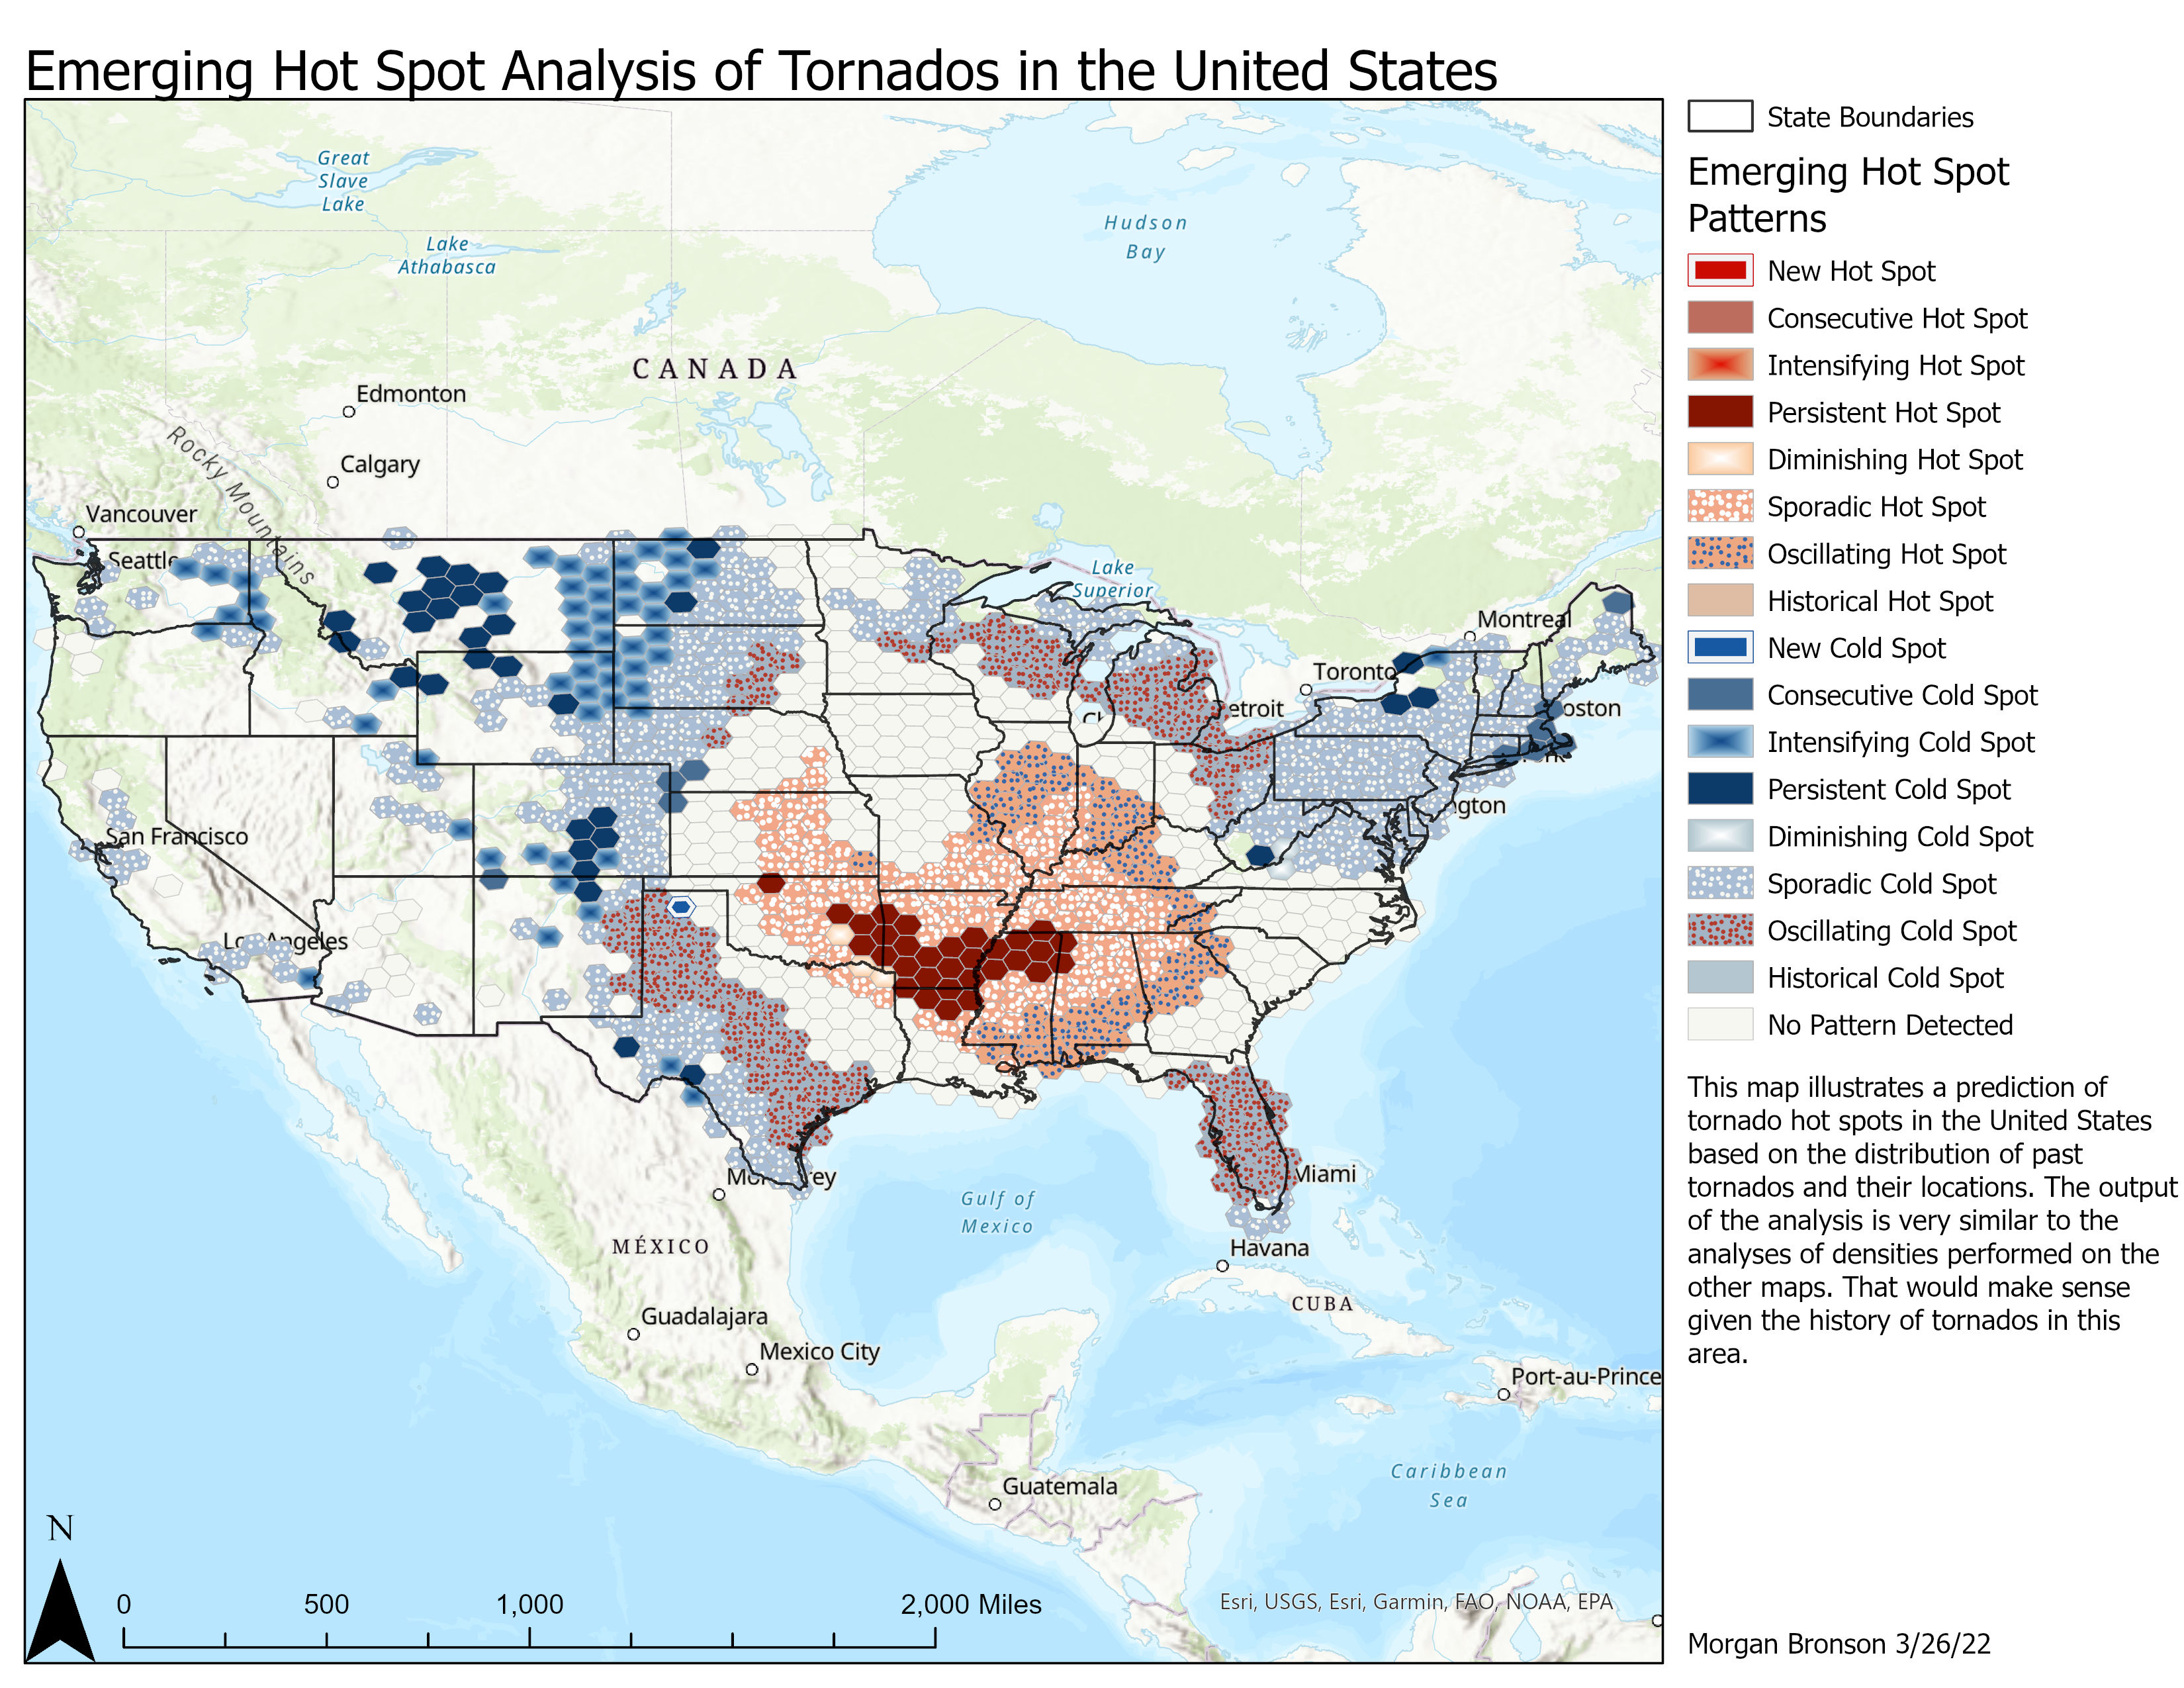 Emerging Hot Spot Analysis of Tornados in the United States
State Boundaries
Emerging Hot Spot
Patterns
New Hot Spot
Consecutive Hot Spot
Intensifying Hot Spot
Persistent Hot Spot
Diminishing Hot Spot
Sporadic Hot Spot
Oscillating Hot Spot
Historical Hot Spot
New Cold Spot
Consecutive Cold Spot
Intensifying Cold Spot
Persistent Cold Spot
Diminishing Cold Spot
Sporadic Cold Spot
Oscillating Cold Spot
Historical Cold Spot
No Pattern Detected
This map illustrates a prediction of
tornado hot spots in the United States
based on the distribution of past
tornados and their locations. The output
of the analysis is very similar to the
analyses of densities performed on the
other maps. That would make sense
given the history of tornados in this
area.
Morgan Bronson 3/26/22
Great
Slave
Lake
Lake
Athabasca
Hudson
Bay
CANADA
Edmonton
Calgary
Rocky Mountains
Vancouver
Seattle
Lake
Superior
Montreal
Toronto
etroit
oston
ngton
San Francisco
Los Angeles
Miami
Gulf of
Mexico
MÉXICO
Havana
CUBA
Guadalajara
Mexico City
Port-au-Prince
Guatemala
Caribbean
Sea
N
0 500 1,000 2,000 Miles
Esri, USGS, Esri, Garmin, FAO, NOAA, EPA